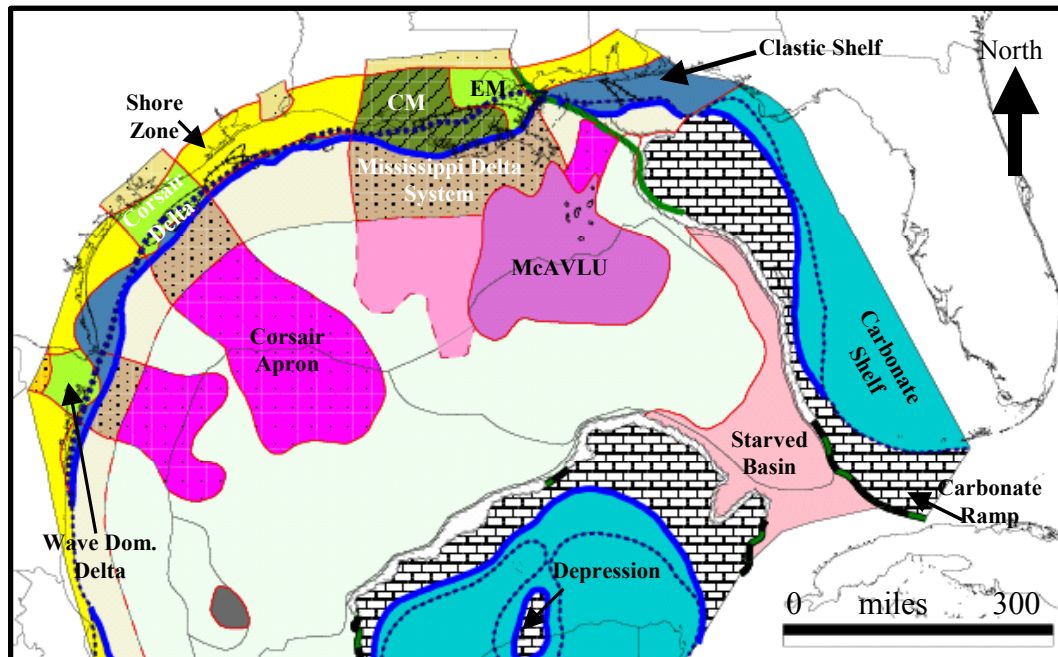 Clastic Shelf
North
Shore
Zone
CM
EM
Mississippi Delta
System
Corsair
Delta
McAVLU
Corsair
Apron
Carbonate
Shelf
Starved
Basin
Carbonate
Ramp
Wave Dom.
Delta
Depression
0 miles 300